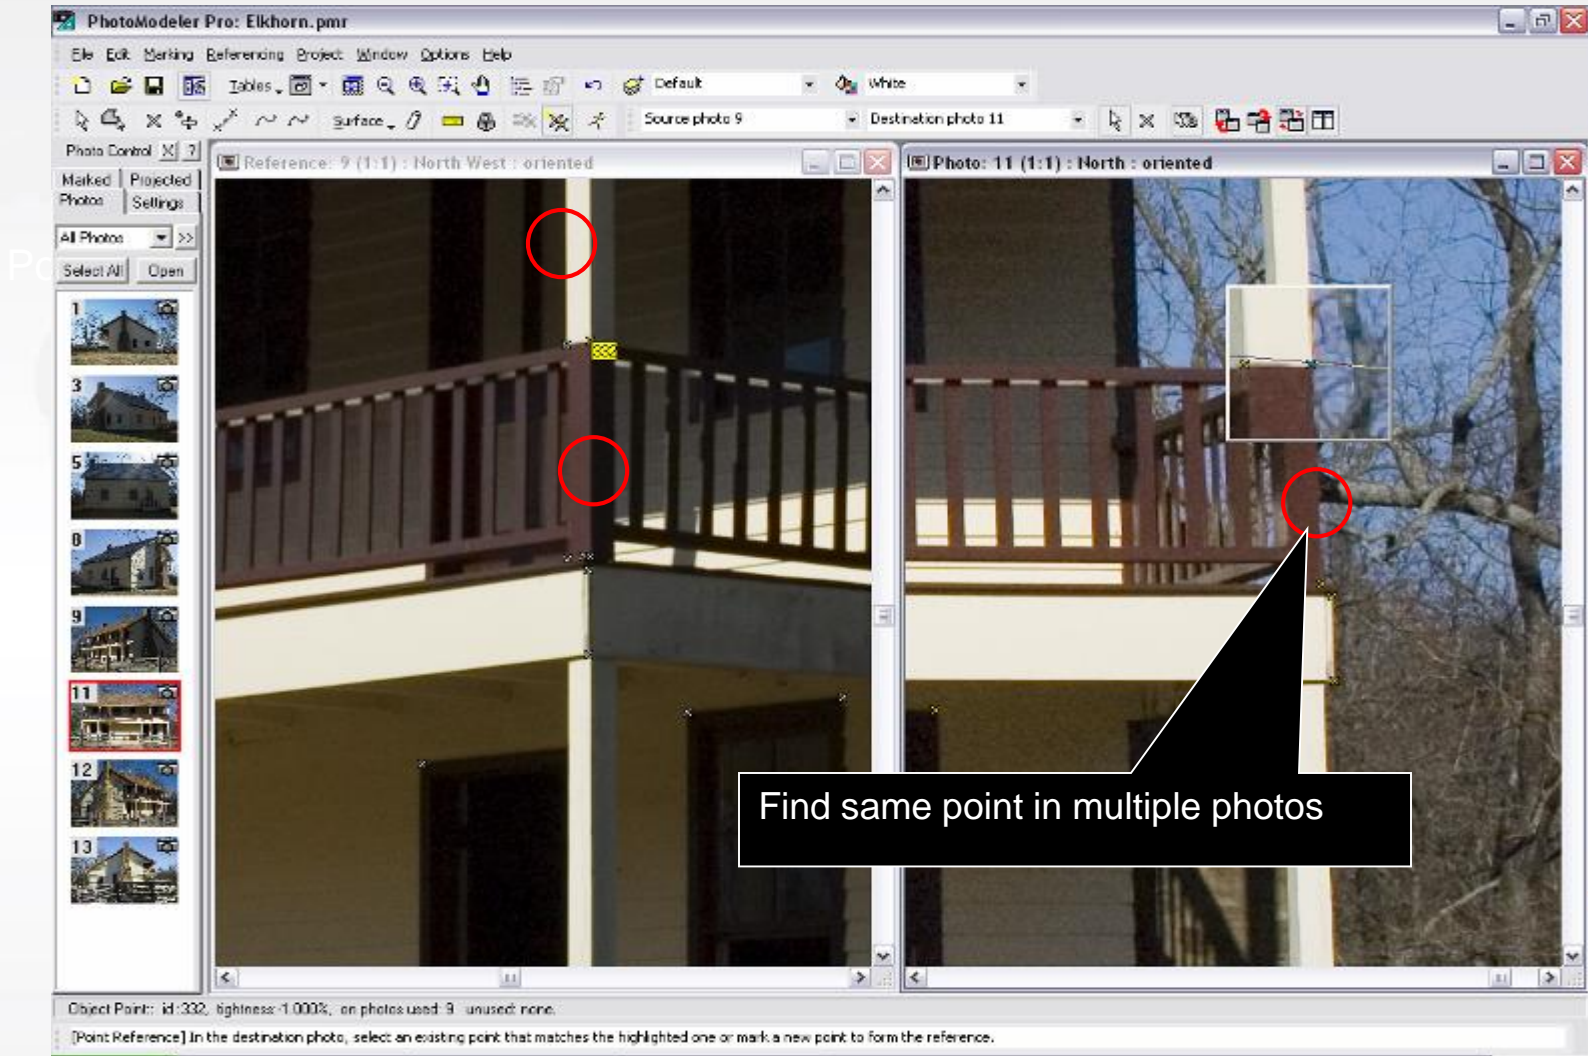 PhotoModeler Pro: Elkhorn.pmr
File Edit Marking Referencing Project Window Options Help
Tables Default White
Surface Source photo 9 Destination photo 11
Photo Control X ?
Marked Projected
Photos Settings
All Photos >>
Select All Open
1
3
5
8
9
11
12
13
Reference: 9 (1:1) : North West : oriented
Photo: 11 (1:1) : North : oriented
Find same point in multiple photos
Object Point: id:332, tightness -1.000%, on photos used: 9 unused: none.
[Point Reference] In the destination photo, select an existing point that matches the highlighted one or mark a new point to form the reference.